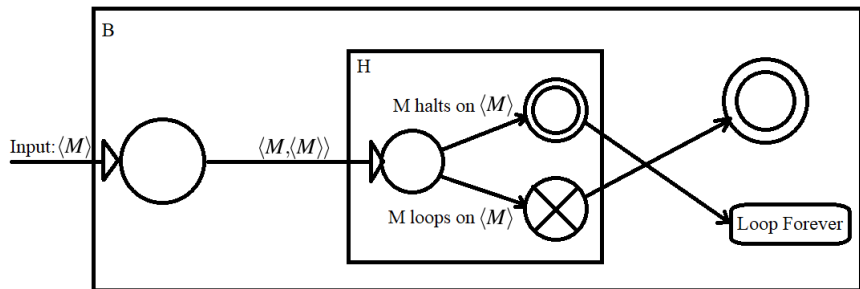 B
H
M halts on ⟨M⟩
Input:⟨M⟩
⟨M,⟨M⟩⟩
M loops on ⟨M⟩
Loop Forever